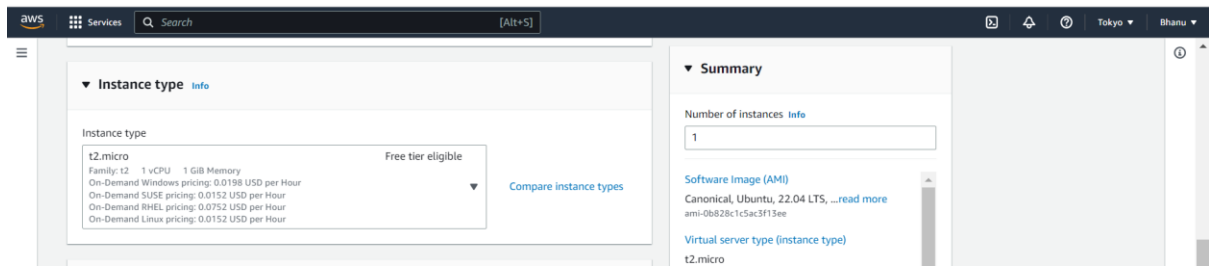 aws
Services
Search [Alt+S]
Tokyo
Bhanu
Instance type Info
Instance type
t2.micro Free tier eligible
Family: t2 1 vCPU 1 GiB Memory
On-Demand Windows pricing: 0.0198 USD per Hour
On-Demand SUSE pricing: 0.0152 USD per Hour
On-Demand RHEL pricing: 0.0752 USD per Hour
On-Demand Linux pricing: 0.0152 USD per Hour
Compare instance types
Summary
Number of instances Info
1
Software Image (AMI)
Canonical, Ubuntu, 22.04 LTS, ...read more
ami-0b828c1c5ac3f13ee
Virtual server type (instance type)
t2.micro